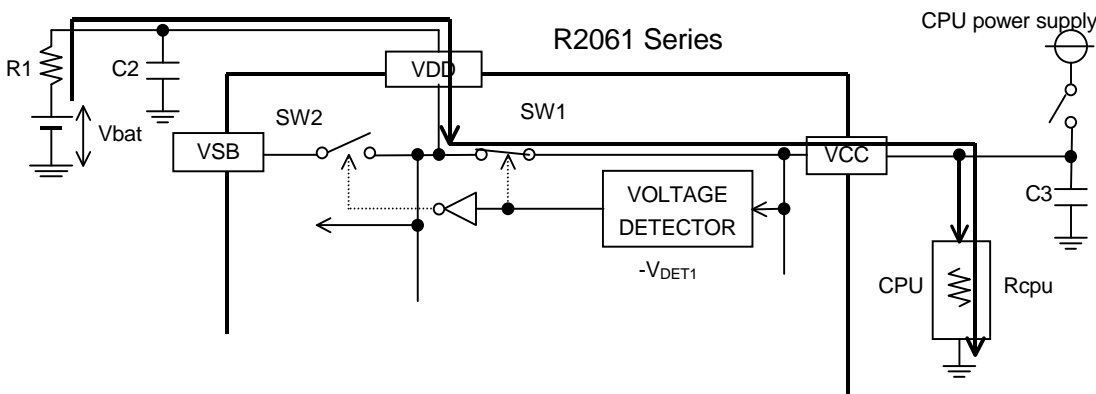 CPU power supply
R2061 Series
R1
C2
VDD
Vbat
SW2
SW1
VSB
VCC
VOLTAGE
DETECTOR
-VDET1
C3
CPU
Rcpu